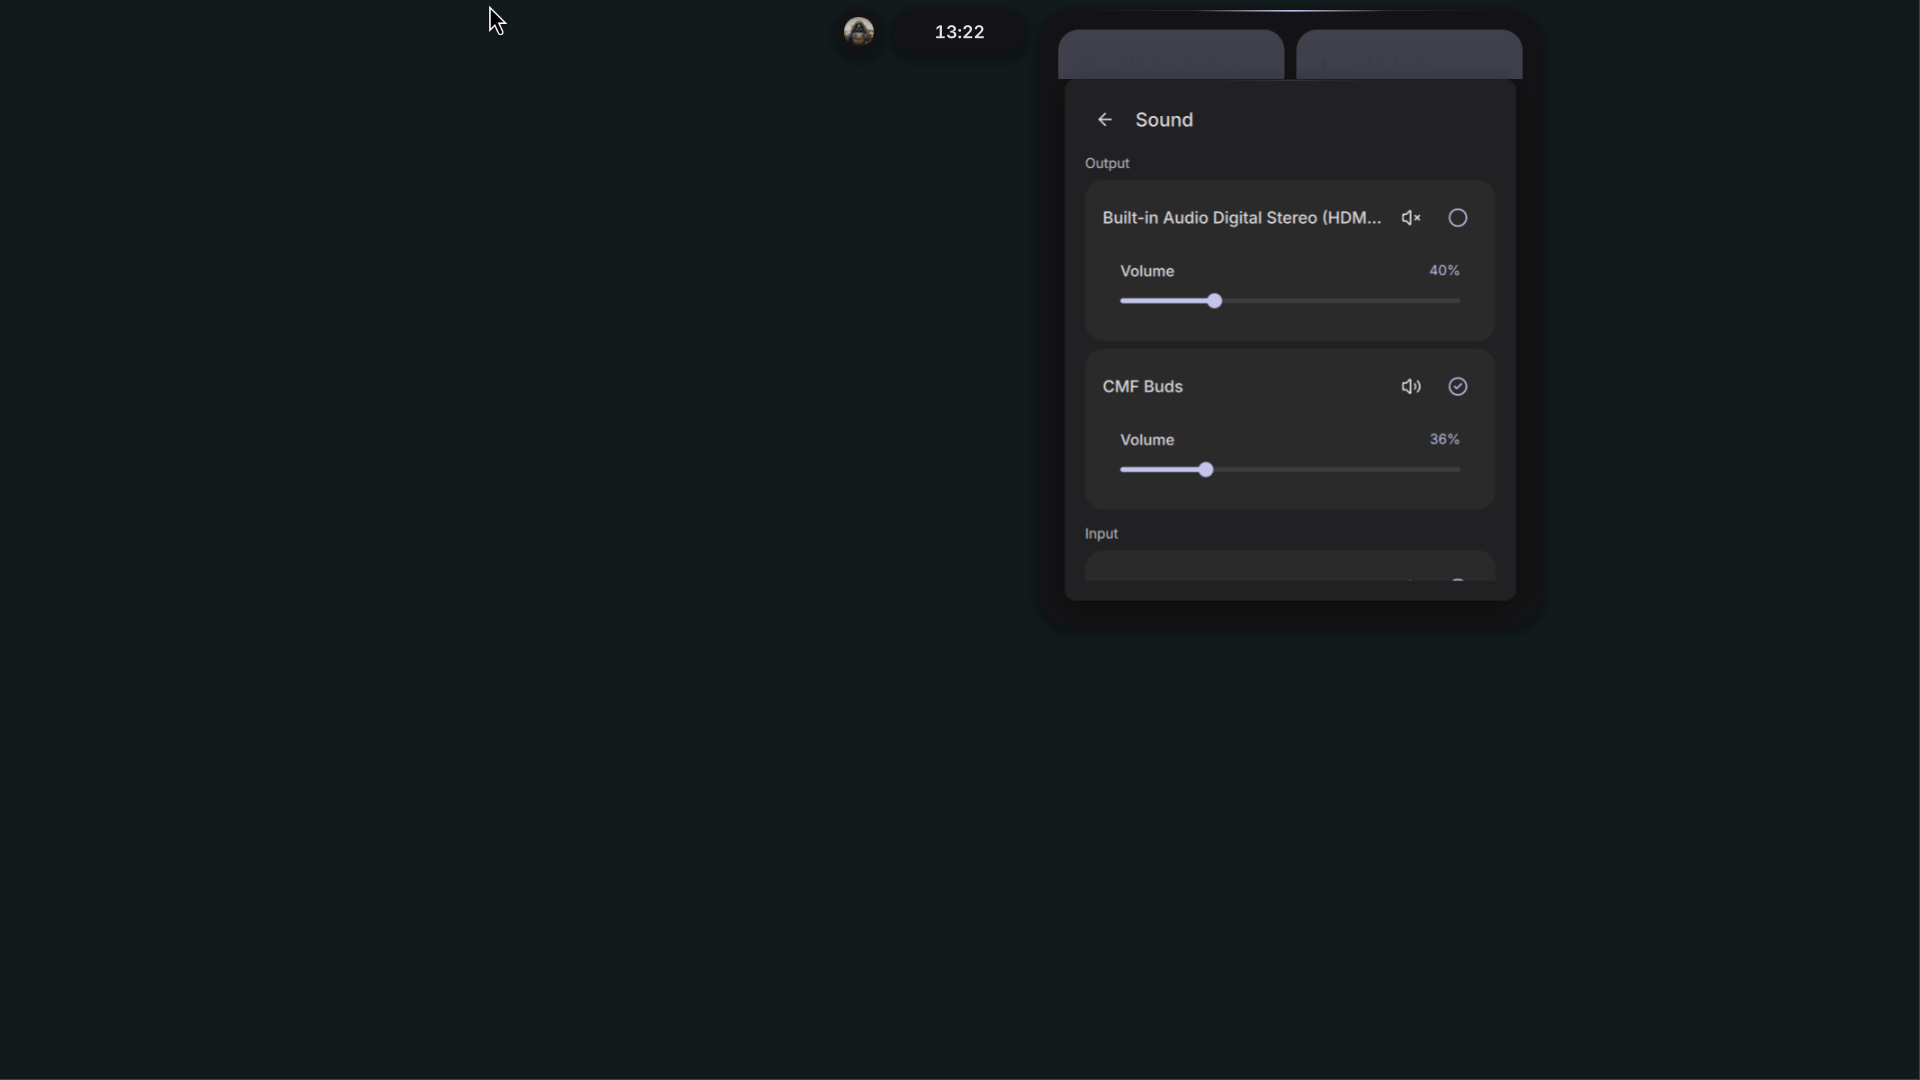 13:22
Sound
Output
Built-in Audio Digital Stereo (HDM...
Volume 40%
CMF Buds
Volume 36%
Input